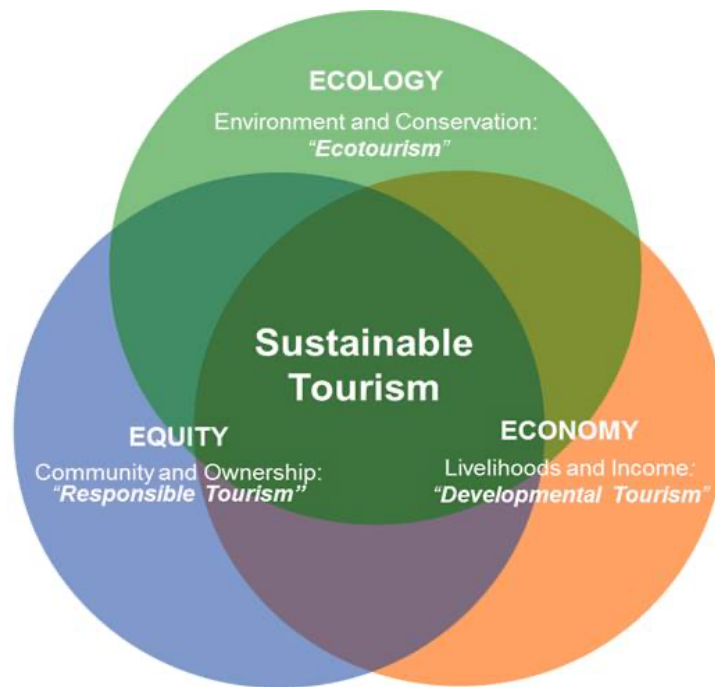 ECOLOGY
Environment and Conservation:
“Ecotourism”
Sustainable
Tourism
EQUITY
Community and Ownership:
“Responsible Tourism”
ECONOMY
Livelihoods and Income:
“Developmental Tourism”